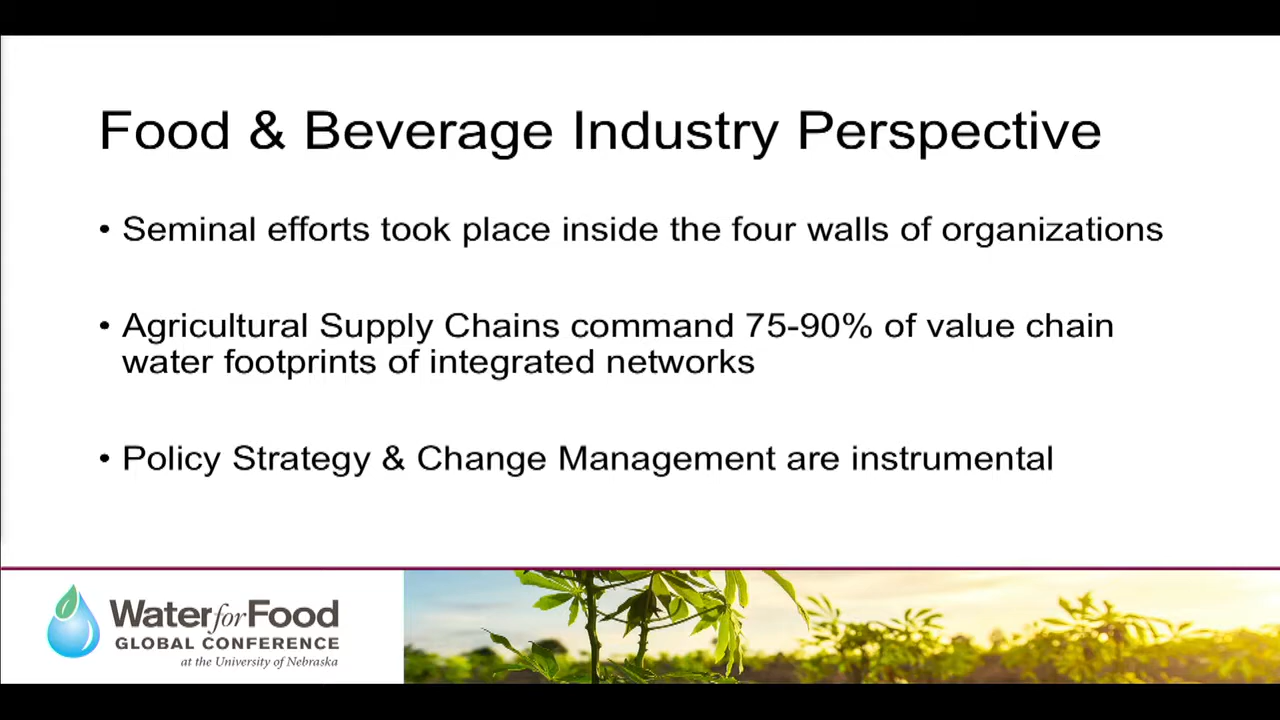 Food & Beverage Industry Perspective
• Seminal efforts took place inside the four walls of organizations
• Agricultural Supply Chains command 75-90% of value chain
water footprints of integrated networks
• Policy Strategy & Change Management are instrumental
Water for Food
GLOBAL CONFERENCE
at the University of Nebraska